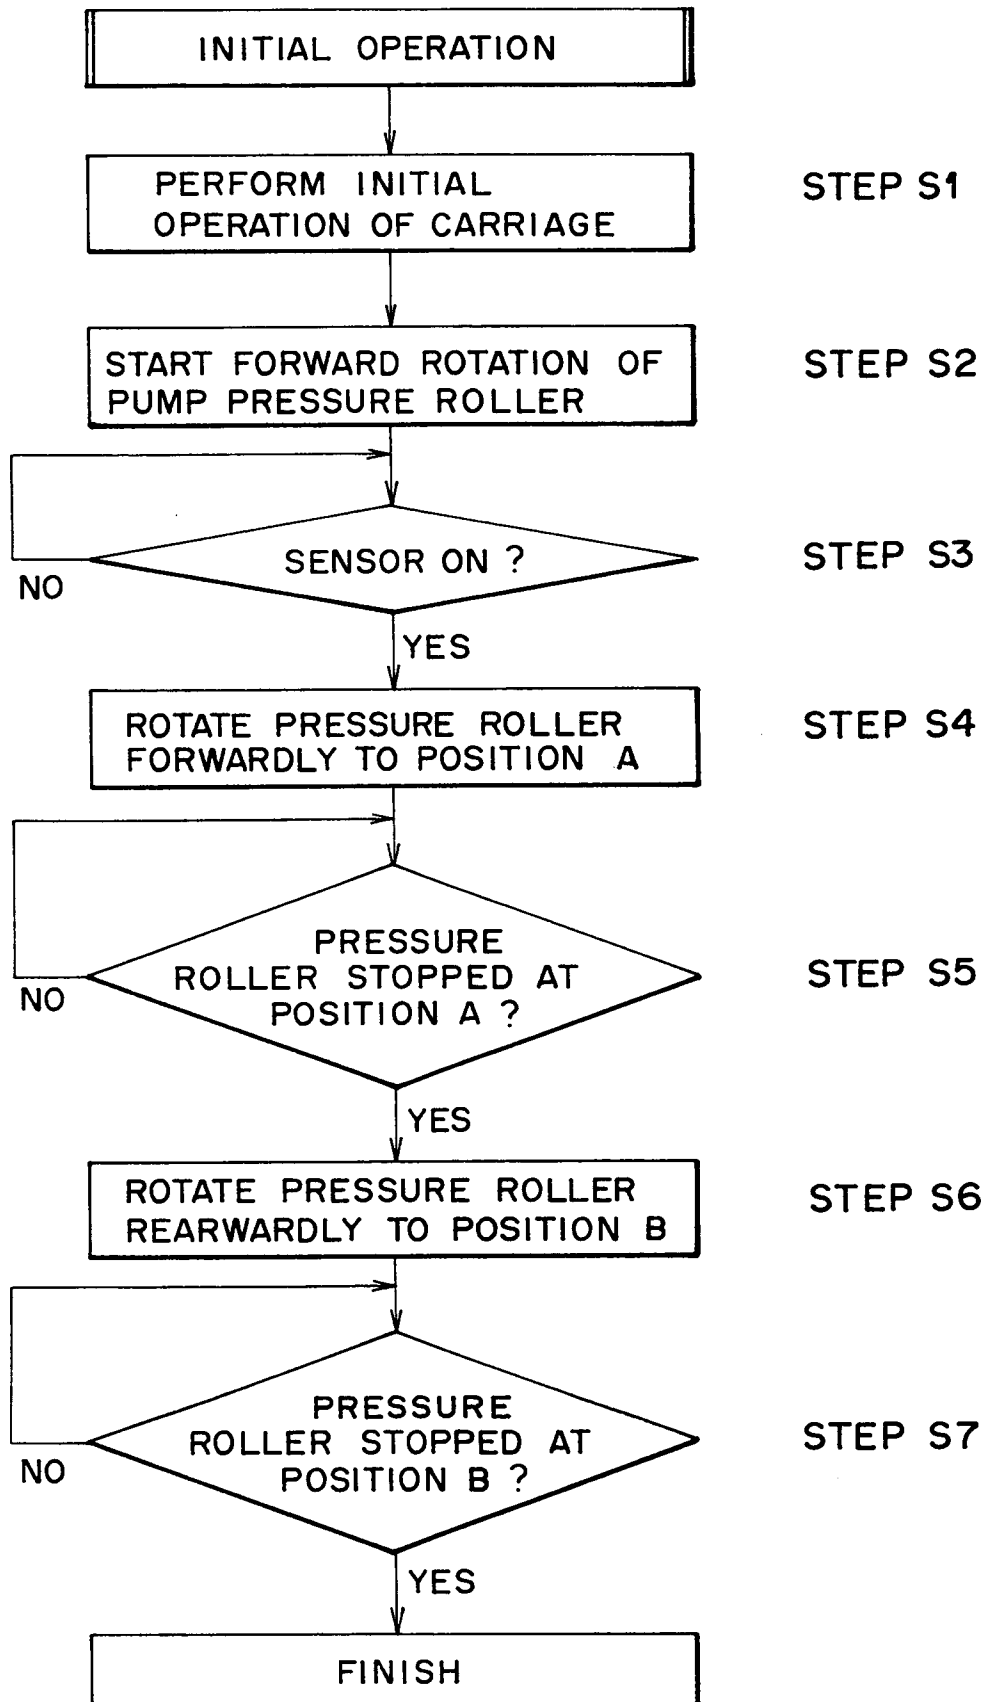 INITIAL OPERATION
PERFORM INITIAL
OPERATION OF CARRIAGE
STEP S1
START FORWARD ROTATION OF
PUMP PRESSURE ROLLER
STEP S2
SENSOR ON ?
STEP S3
NO
YES
ROTATE PRESSURE ROLLER
FORWARDLY TO POSITION A
STEP S4
PRESSURE
ROLLER STOPPED AT
POSITION A ?
STEP S5
NO
YES
ROTATE PRESSURE ROLLER
REARWARDLY TO POSITION B
STEP S6
PRESSURE
ROLLER STOPPED AT
POSITION B ?
STEP S7
NO
YES
FINISH